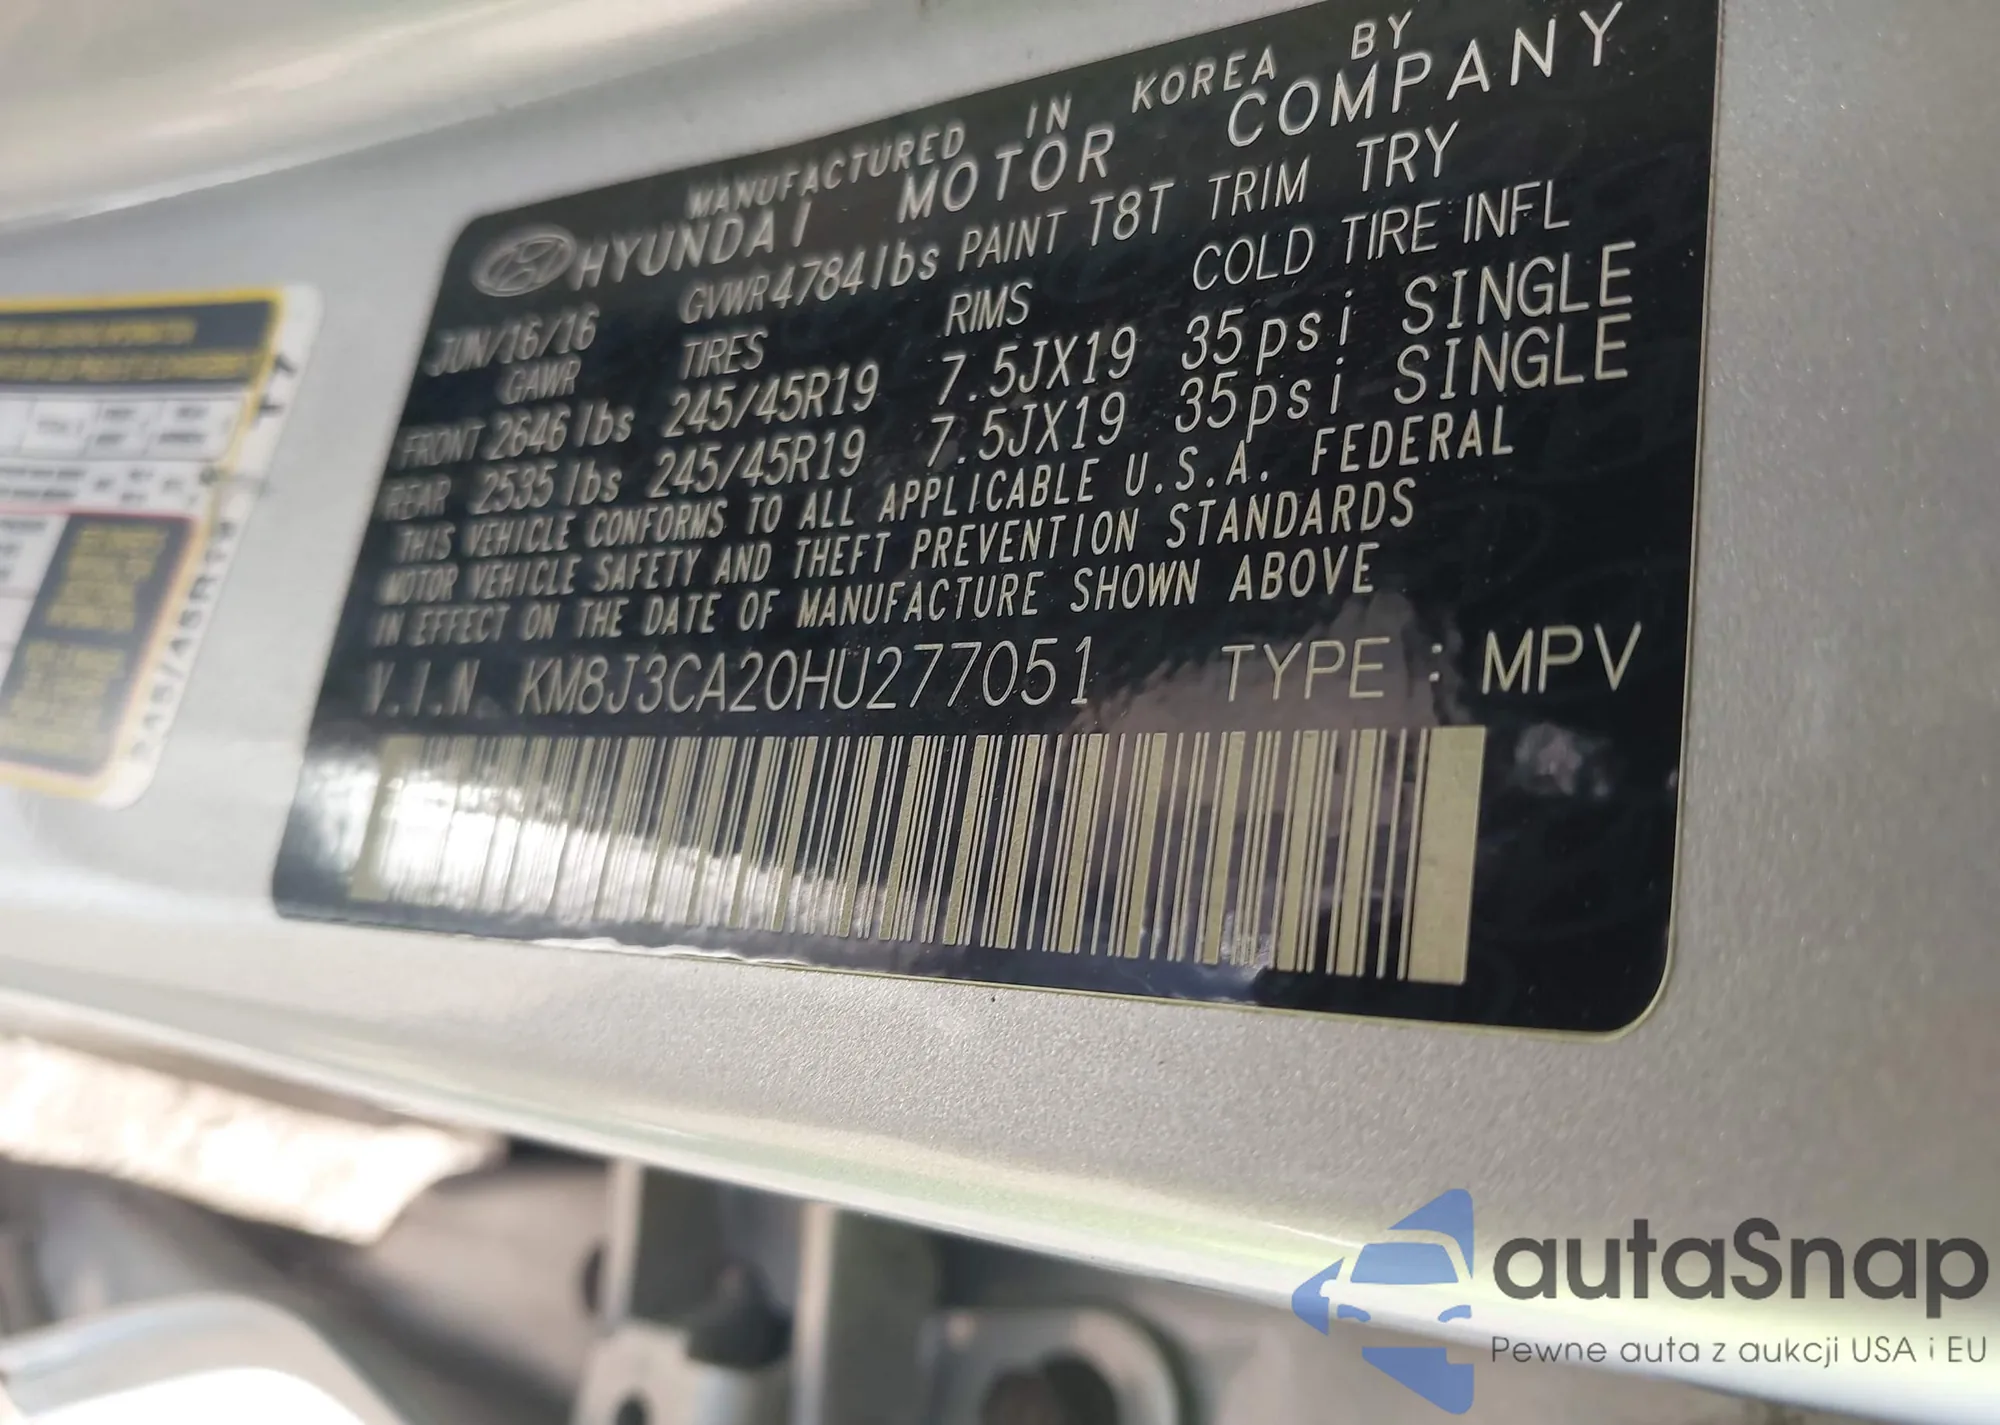 MANUFACTURED IN KOREA BY
HYUNDAI MOTOR COMPANY
JUN/16/16 GVWR 4784lbs PAINT T8T TRIM TRY
GAWR TIRES RIMS COLD TIRE INFL
FRONT 2646 lbs 245/45R19 7.5JX19 35psi SINGLE
REAR 2535 lbs 245/45R19 7.5JX19 35psi SINGLE
THIS VEHICLE CONFORMS TO ALL APPLICABLE U.S.A. FEDERAL
MOTOR VEHICLE SAFETY AND THEFT PREVENTION STANDARDS
IN EFFECT ON THE DATE OF MANUFACTURE SHOWN ABOVE
V.I.N. KM8J3CA20HU277051 TYPE : MPV
245/45R19
autaSnap
Pewne auta z aukcji USA i EU